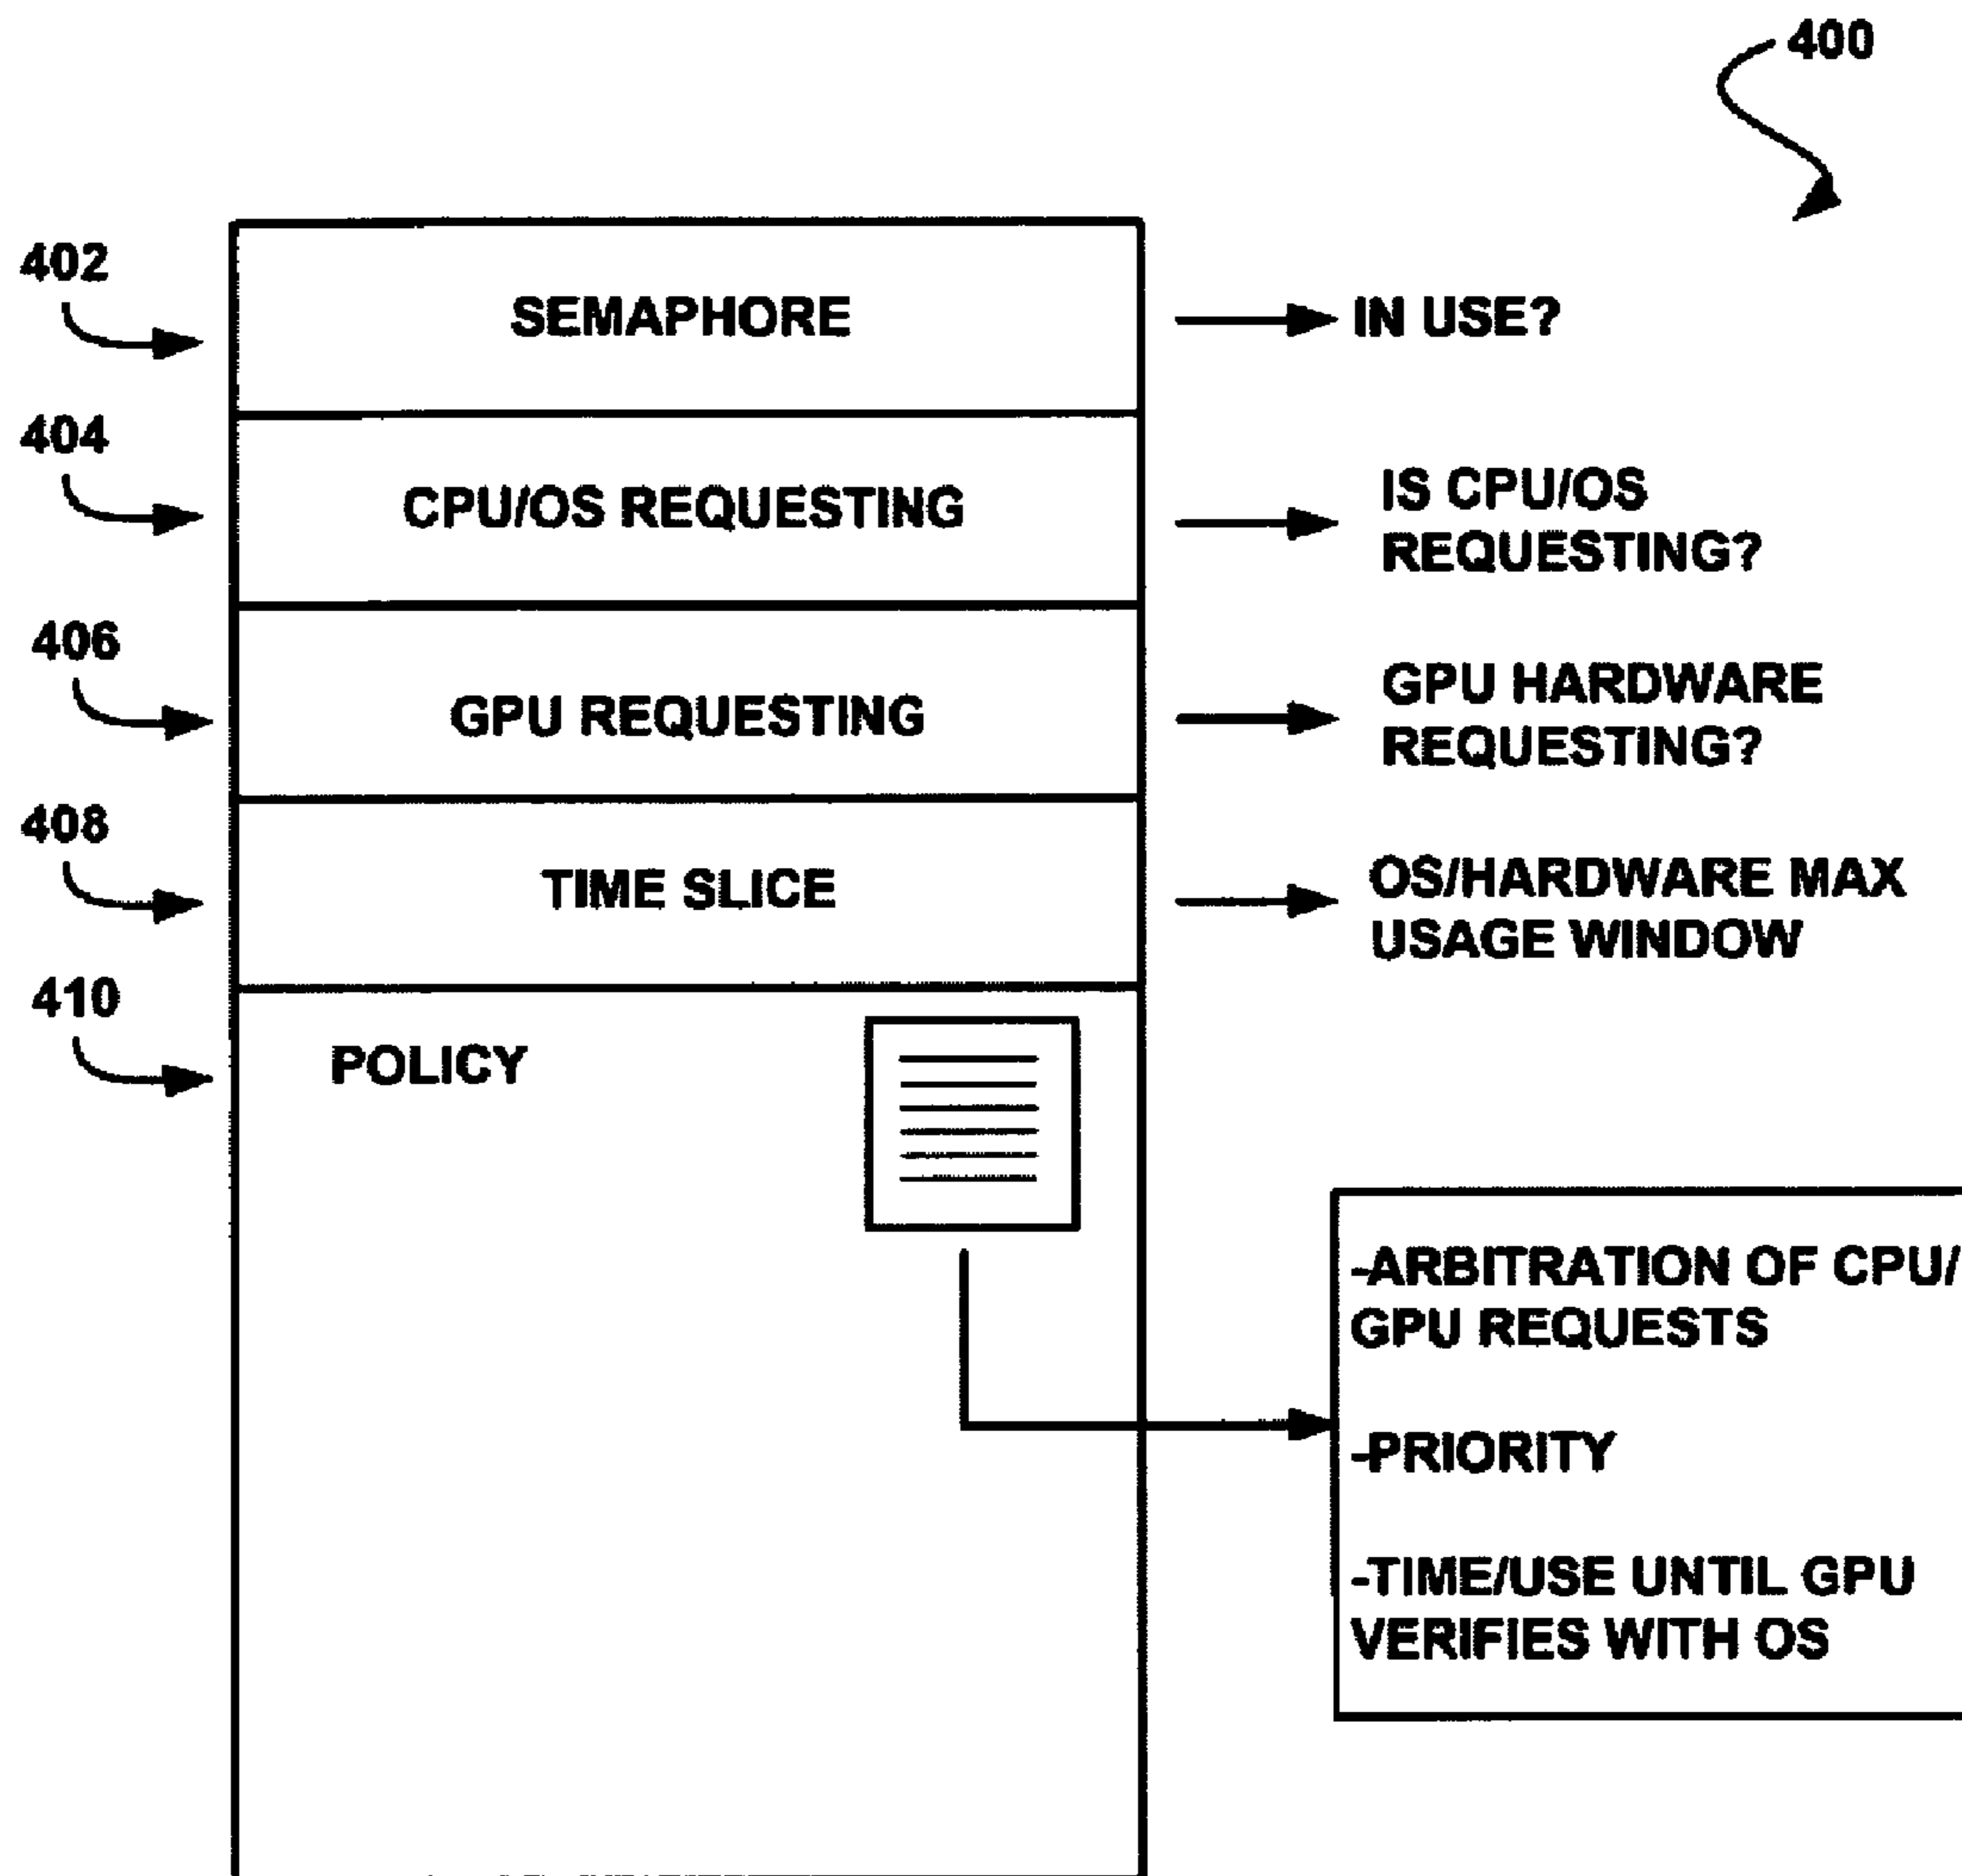 400
402
SEMAPHORE
IN USE?
404
CPU/OS REQUESTING
IS CPU/OS
REQUESTING?
406
GPU REQUESTING
GPU HARDWARE
REQUESTING?
408
TIME SLICE
OS/HARDWARE MAX
USAGE WINDOW
410
POLICY
-ARBITRATION OF CPU/
GPU REQUESTS
-PRIORITY
-TIME/USE UNTIL GPU
VERIFIES WITH OS